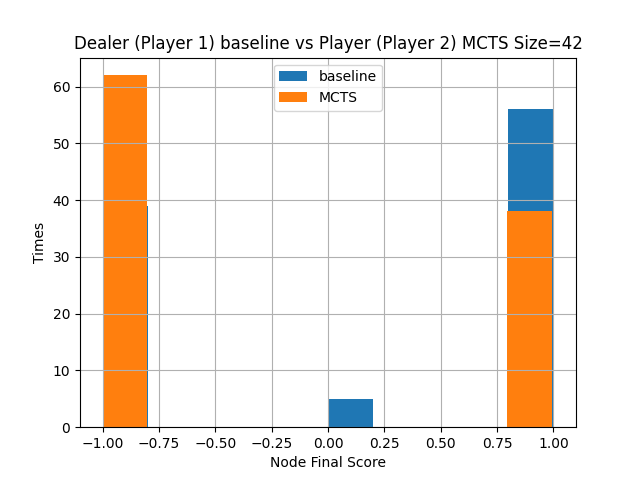 Dealer (Player 1) baseline vs Player (Player 2) MCTS Size=42
baseline
MCTS
60
50
40
30
20
10
0
Times
−1.00 −0.75 −0.50 −0.25 0.00 0.25 0.50 0.75 1.00
Node Final Score